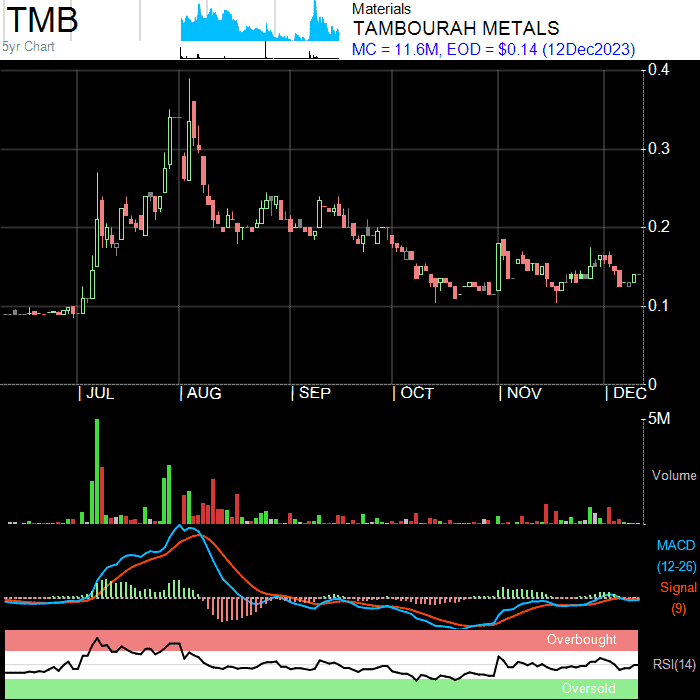 TMB
5yr Chart
Materials
TAMBOURAH METALS
MC = 11.6M, EOD = $0.14 (12Dec2023)
0.4
0.3
0.2
0.1
0
| JUL | AUG | SEP | OCT | NOV | DEC
5M
Volume
MACD
(12-26)
Signal
(9)
Overbought
RSI(14)
Oversold